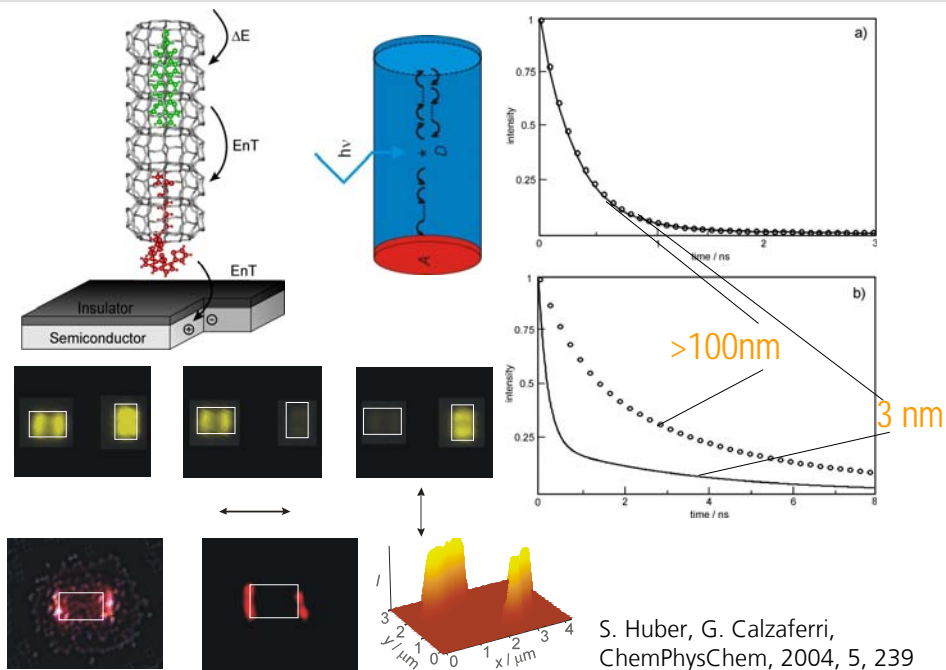 ΔE
EnT
EnT
Insulator
Semiconductor
⊕ ⊖
hν
* D
A
a)
intensity
1
0.75
0.5
0.25
0 1 2 3
time / ns
b)
intensity
1
0.75
0.5
0.25
0 2 4 6 8
time / ns
>100nm
3 nm
I
3 2 1 0
y / μm
0 1 2 3 4
x / μm
S. Huber, G. Calzaferri,
ChemPhysChem, 2004, 5, 239